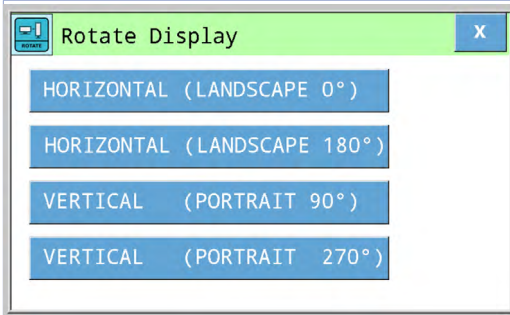 ROTATE
Rotate Display
X
HORIZONTAL (LANDSCAPE 0°)
HORIZONTAL (LANDSCAPE 180°)
VERTICAL (PORTRAIT 90°)
VERTICAL (PORTRAIT 270°)